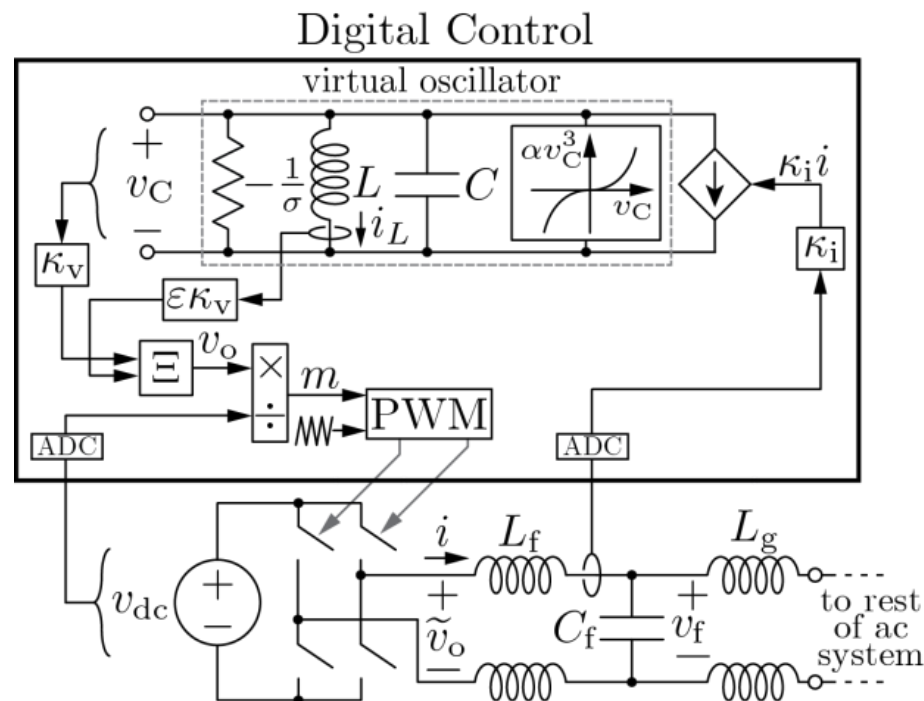 Digital Control
virtual oscillator
+
v_C
−
−1/σ
L
i_L
C
αv_C^3
v_C
κ_i i
κ_i
κ_v
εκ_v
Ξ
v_o
×
÷
m
PWM
ADC
ADC
v_dc
+
−
i
+
ṽ_o
−
L_f
C_f
+
v_f
−
L_g
to rest
of ac
system